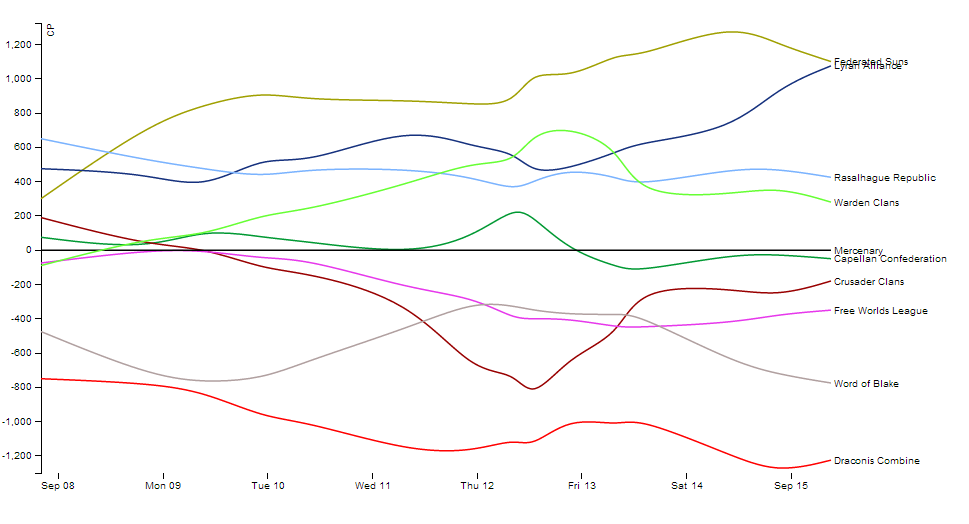 CP
1,200
1,000
800
600
400
200
0
-200
-400
-600
-800
-1,000
-1,200
Federated Suns
Lyran Alliance
Rasalhague Republic
Warden Clans
Mercenary
Capellan Confederation
Crusader Clans
Free Worlds League
Word of Blake
Draconis Combine
Sep 08 Mon 09 Tue 10 Wed 11 Thu 12 Fri 13 Sat 14 Sep 15